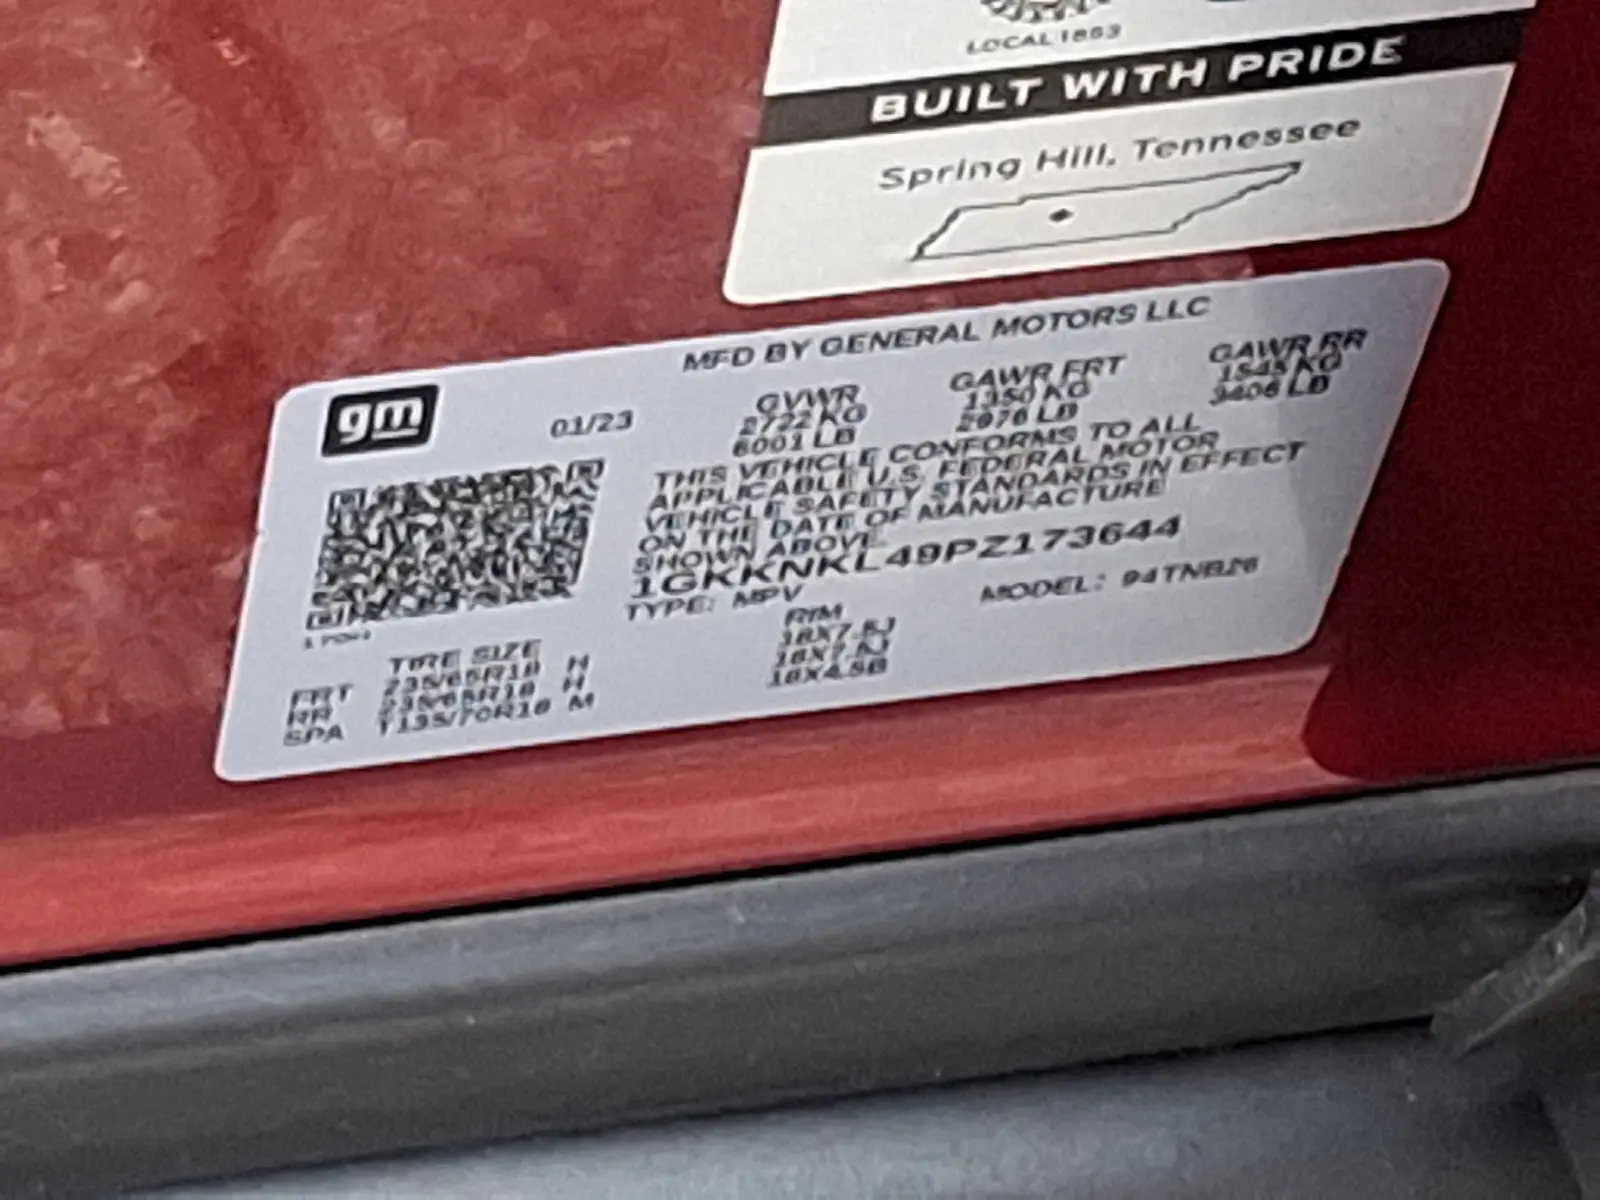 LOCAL 1853
BUILT WITH PRIDE
Spring Hill, Tennessee
MFD BY GENERAL MOTORS LLC
gm
01/23
GVWR
2722 KG
6001 LB
GAWR FRT
1350 KG
2976 LB
GAWR RR
1545 KG
3406 LB
THIS VEHICLE CONFORMS TO ALL
APPLICABLE U.S. FEDERAL MOTOR
VEHICLE SAFETY STANDARDS IN EFFECT
ON THE DATE OF MANUFACTURE
SHOWN ABOVE.
1GKKNKL49PZ173644
TYPE: MPV
MODEL: 94TNB26
TIRE SIZE
RIM
FRT 235/65R18 H 18X7.5J
RR 235/65R18 H 18X7.5J
SPA T135/70R18 M 18X4.5B